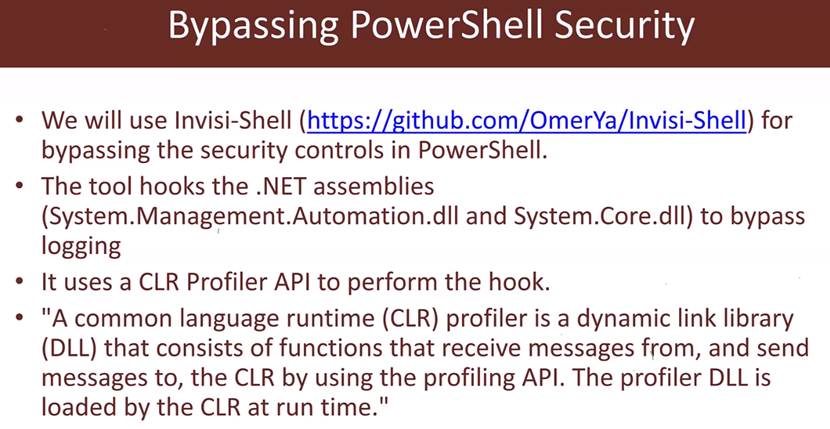 Bypassing PowerShell Security
• We will use Invisi-Shell (https://github.com/OmerYa/Invisi-Shell) for
bypassing the security controls in PowerShell.
• The tool hooks the .NET assemblies
(System.Management.Automation.dll and System.Core.dll) to bypass
logging
• It uses a CLR Profiler API to perform the hook.
• "A common language runtime (CLR) profiler is a dynamic link library
(DLL) that consists of functions that receive messages from, and send
messages to, the CLR by using the profiling API. The profiler DLL is
loaded by the CLR at run time."